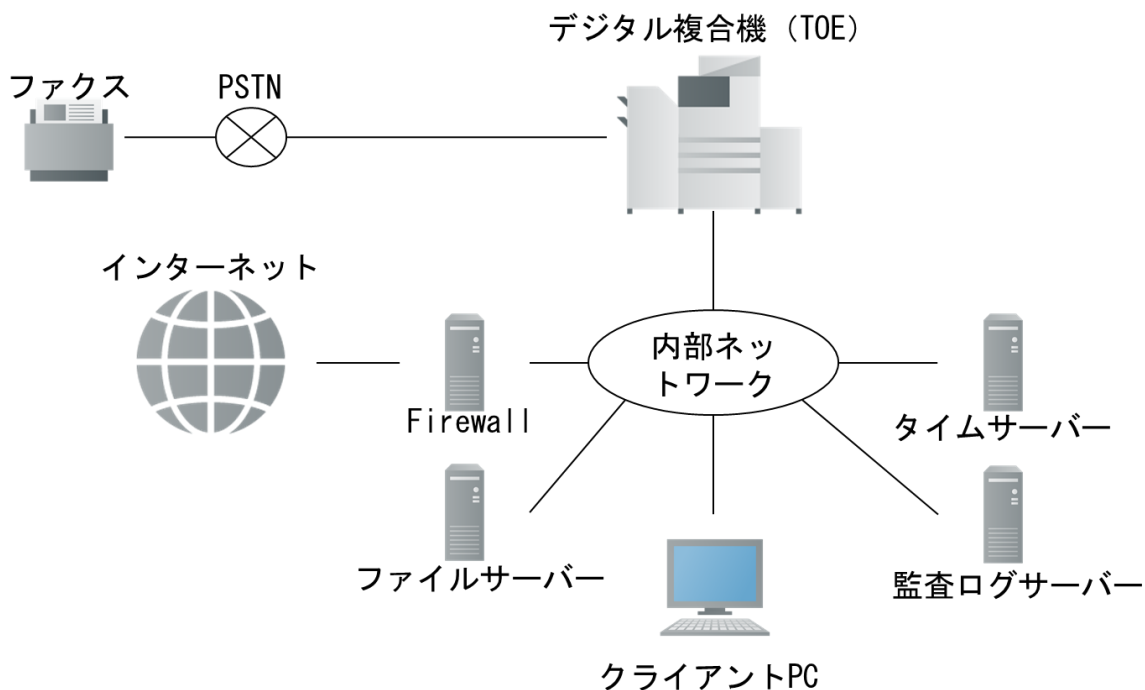 デジタル複合機（TOE）
ファクス
PSTN
インターネット
内部ネッ
トワーク
Firewall
タイムサーバー
ファイルサーバー
監査ログサーバー
クライアントPC